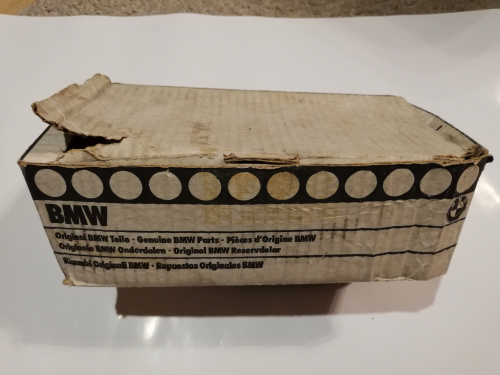 BMW
Original BMW Teile · Genuine BMW Parts · Pièces d'Origine BMW
Originele BMW Onderdelen · Original BMW Reservdelar
Ricambi Originali BMW · Repuestos Originales BMW